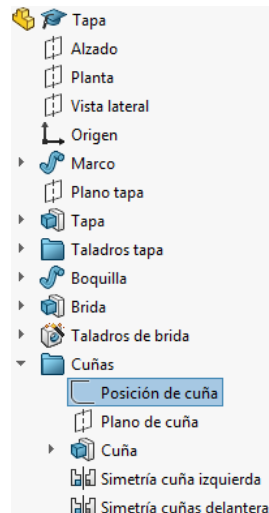 Tapa
Alzado
Planta
Vista lateral
Origen
Marco
Plano tapa
Tapa
Taladros tapa
Boquilla
Brida
Taladros de brida
Cuñas
Posición de cuña
Plano de cuña
Cuña
Simetría cuña izquierda
Simetría cuñas delantera